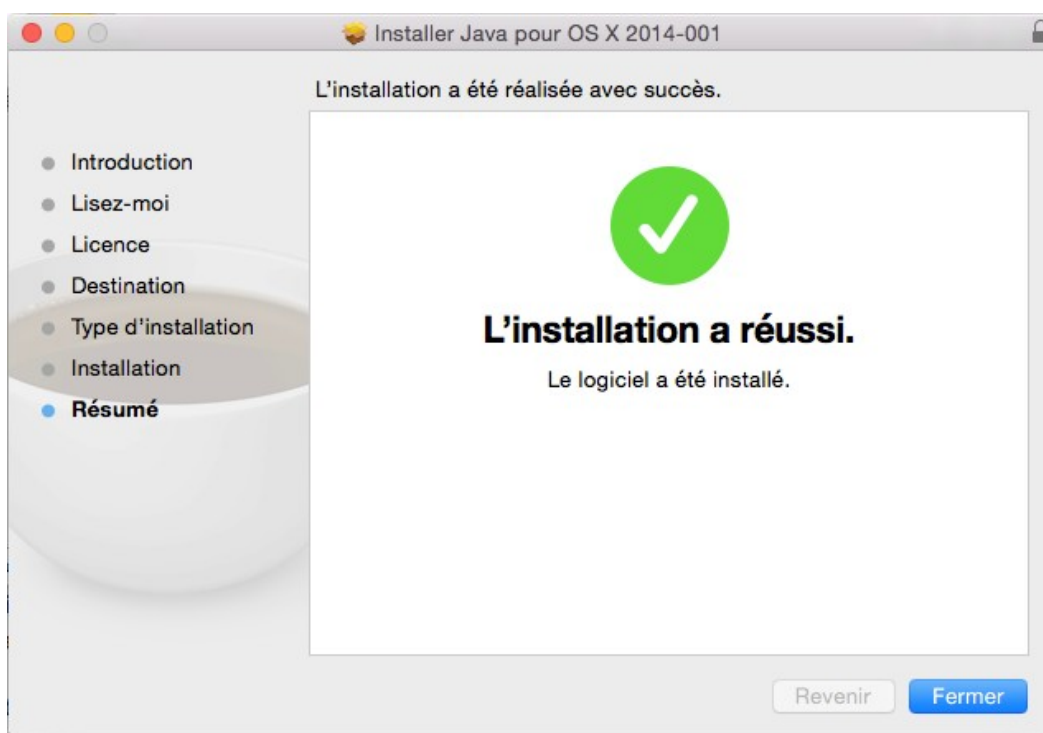 Installer Java pour OS X 2014-001
L'installation a été réalisée avec succès.
Introduction
Lisez-moi
Licence
Destination
Type d'installation
Installation
Résumé
L'installation a réussi.
Le logiciel a été installé.
Revenir
Fermer